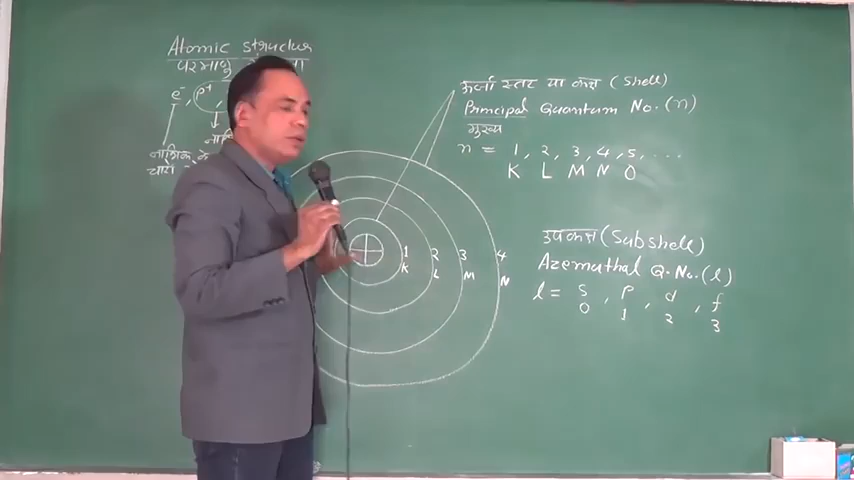 Atomic structur
परमाणु
e⁻, p⁺,
नाभिक के
चारो
ऊर्जा स्तर या कक्ष (Shell)
Principal Quantum No. (n)
मुख्य
n = 1, 2, 3, 4, 5, ...
K L M N O
1 2 3 4
K L M N
उपकक्ष (Subshell)
Azemuthal Q. No. (l)
l = s, p, d, f
0 1 2 3